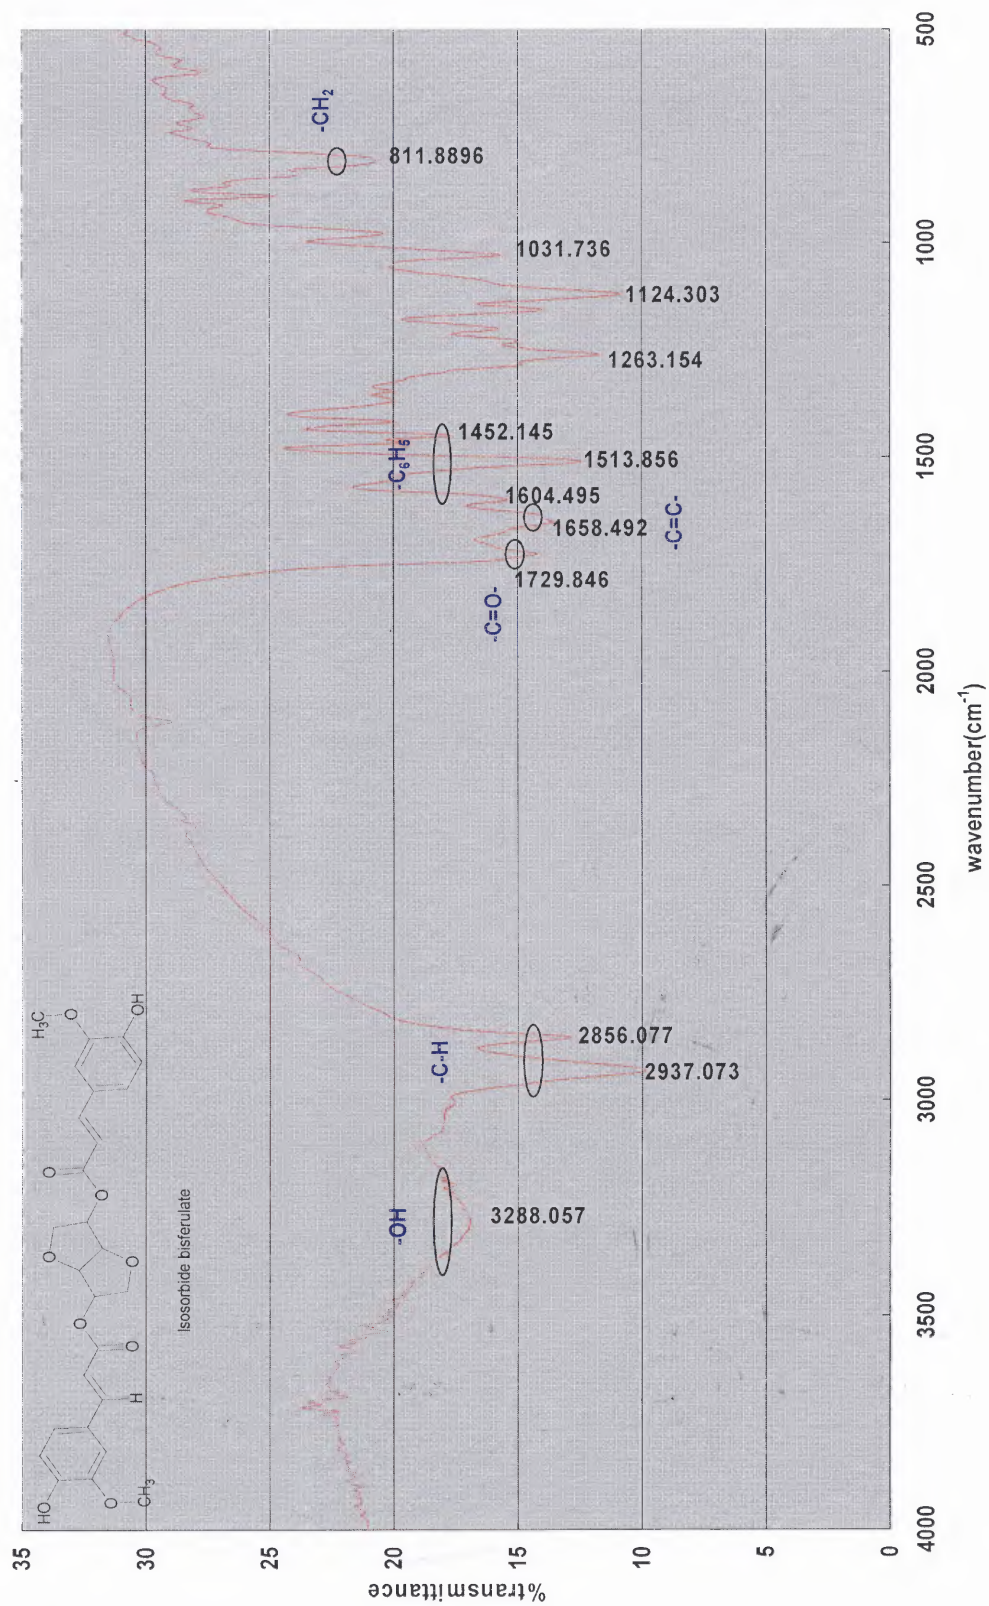 H₃C
O
OH
O
O
O
O
O
O
H
HO
O
CH₃
Isosorbide bisferulate
-OH
3288.057
-C-H
2937.073
2856.077
-C=O-
1729.846
-C=C-
1658.492
1604.495
-C₆H₅
1513.856
1452.145
1263.154
1124.303
1031.736
811.8896
-CH₂
%transmittance
35
30
25
20
15
10
5
0
4000
3500
3000
2500
2000
1500
1000
500
wavenumber(cm⁻¹)